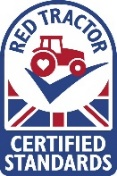 RED TRACTOR
CERTIFIED
STANDARDS